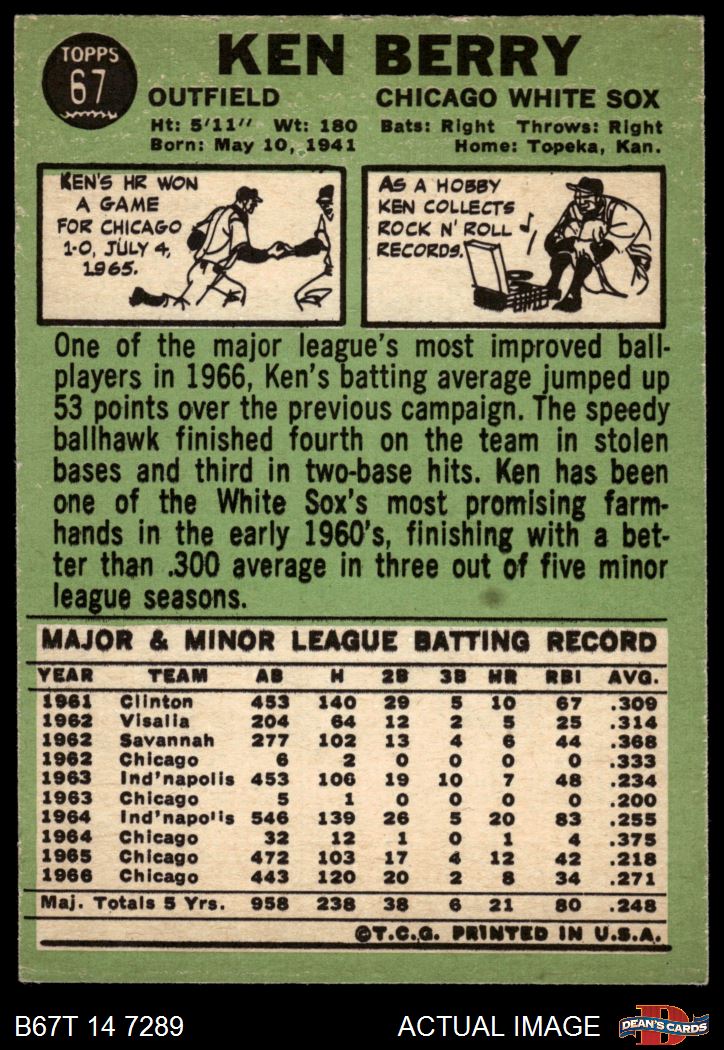 TOPPS
67
KEN BERRY
OUTFIELD CHICAGO WHITE SOX
Ht: 5'11" Wt: 180 Bats: Right Throws: Right
Born: May 10, 1941 Home: Topeka, Kan.
KEN'S HR WON
A GAME
FOR CHICAGO
1-0, JULY 4,
1965.
AS A HOBBY
KEN COLLECTS
ROCK N' ROLL
RECORDS.
One of the major league's most improved ball-
players in 1966, Ken's batting average jumped up
53 points over the previous campaign. The speedy
ballhawk finished fourth on the team in stolen
bases and third in two-base hits. Ken has been
one of the White Sox's most promising farm-
hands in the early 1960's, finishing with a bet-
ter than .300 average in three out of five minor
league seasons.
MAJOR & MINOR LEAGUE BATTING RECORD
YEAR TEAM AB H 2B 3B HR RBI AVG.
1961 Clinton 453 140 29 5 10 67 .309
1962 Visalia 204 64 12 2 5 25 .314
1962 Savannah 277 102 13 4 6 44 .368
1962 Chicago 6 2 0 0 0 0 .333
1963 Ind'napolis 453 106 19 10 7 48 .234
1963 Chicago 5 1 0 0 0 0 .200
1964 Ind'napolis 546 139 26 5 20 83 .255
1964 Chicago 32 12 1 0 1 4 .375
1965 Chicago 472 103 17 4 12 42 .218
1966 Chicago 443 120 20 2 8 34 .271
Maj. Totals 5 Yrs. 958 238 38 6 21 80 .248
©T.C.G. PRINTED IN U.S.A.
B67T 14 7289 ACTUAL IMAGE
D
DEAN'S CARDS